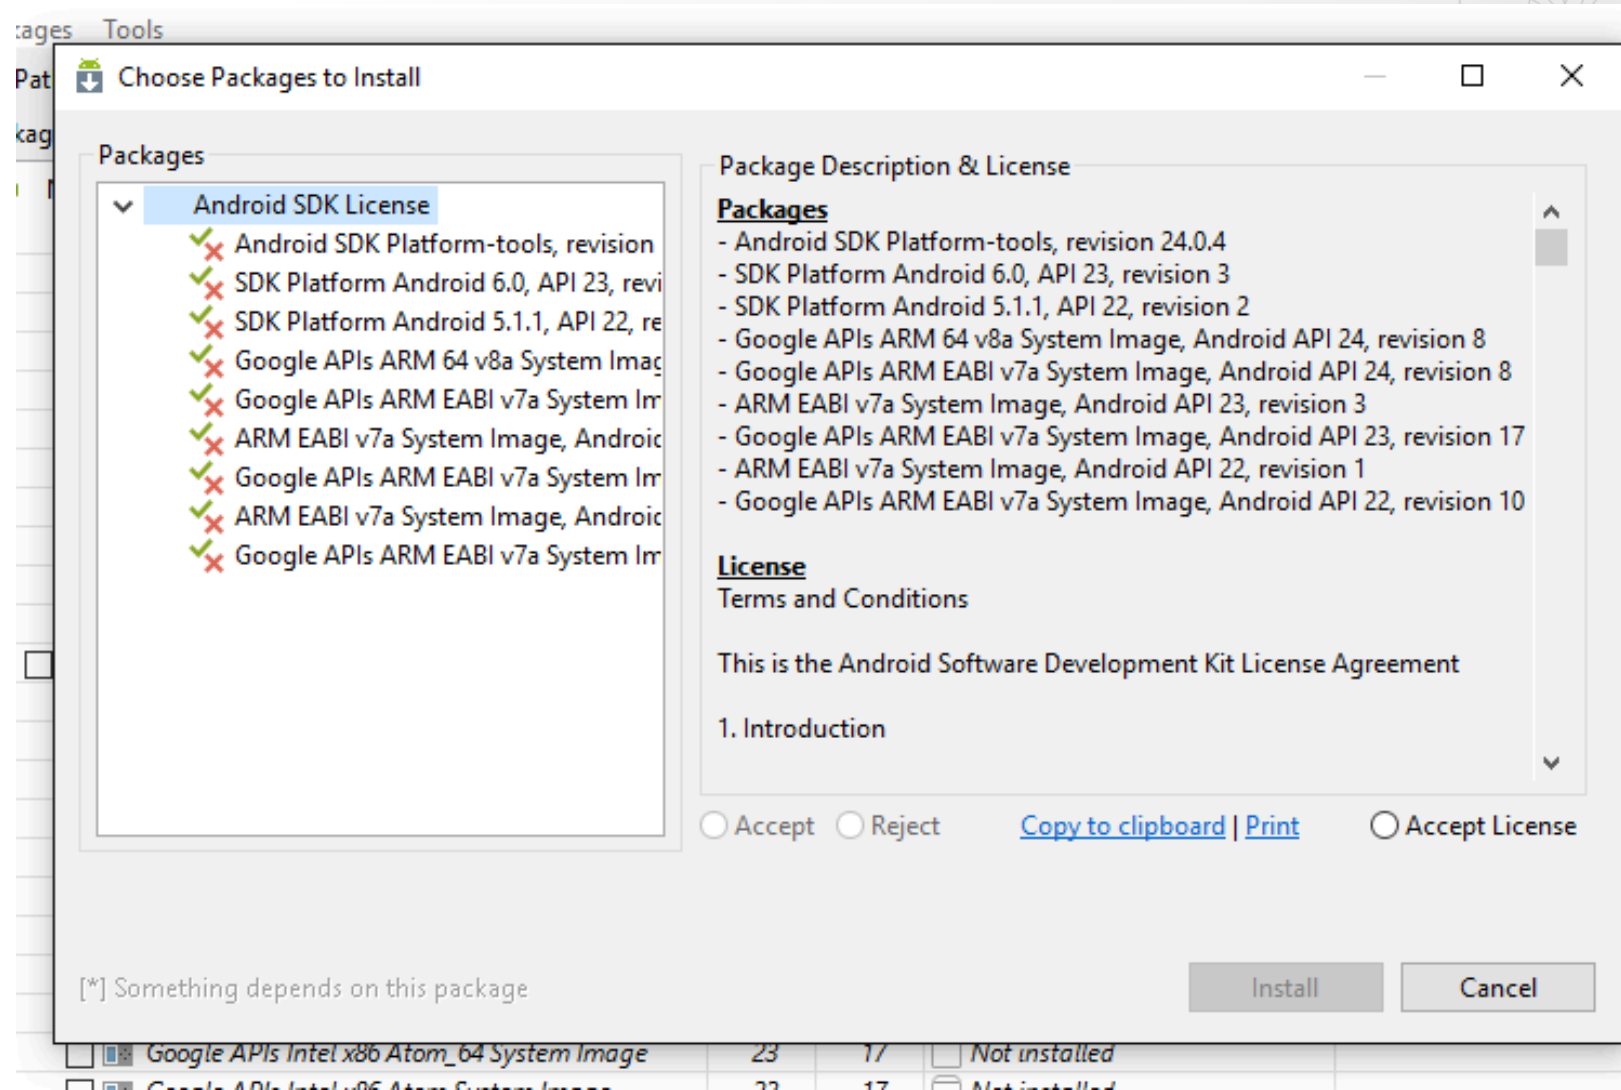 Tools
Choose Packages to Install
Packages
Android SDK License
Android SDK Platform-tools, revision
SDK Platform Android 6.0, API 23, revi
SDK Platform Android 5.1.1, API 22, re
Google APIs ARM 64 v8a System Imag
Google APIs ARM EABI v7a System Im
ARM EABI v7a System Image, Android
Google APIs ARM EABI v7a System Im
ARM EABI v7a System Image, Android
Google APIs ARM EABI v7a System Im
Package Description & License
Packages
- Android SDK Platform-tools, revision 24.0.4
- SDK Platform Android 6.0, API 23, revision 3
- SDK Platform Android 5.1.1, API 22, revision 2
- Google APIs ARM 64 v8a System Image, Android API 24, revision 8
- Google APIs ARM EABI v7a System Image, Android API 24, revision 8
- ARM EABI v7a System Image, Android API 23, revision 3
- Google APIs ARM EABI v7a System Image, Android API 23, revision 17
- ARM EABI v7a System Image, Android API 22, revision 1
- Google APIs ARM EABI v7a System Image, Android API 22, revision 10
License
Terms and Conditions
This is the Android Software Development Kit License Agreement
1. Introduction
Accept Reject Copy to clipboard | Print Accept License
[*] Something depends on this package
Install Cancel
Google APIs Intel x86 Atom_64 System Image 23 17 Not installed